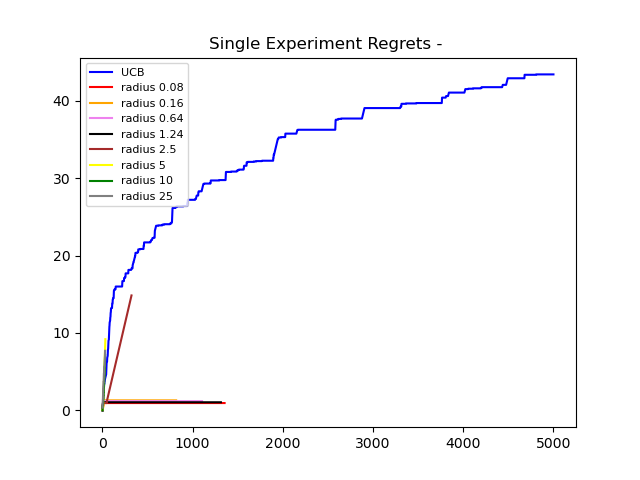 Single Experiment Regrets -
UCB
radius 0.08
radius 0.16
radius 0.64
radius 1.24
radius 2.5
radius 5
radius 10
radius 25
40
30
20
10
0
0 1000 2000 3000 4000 5000